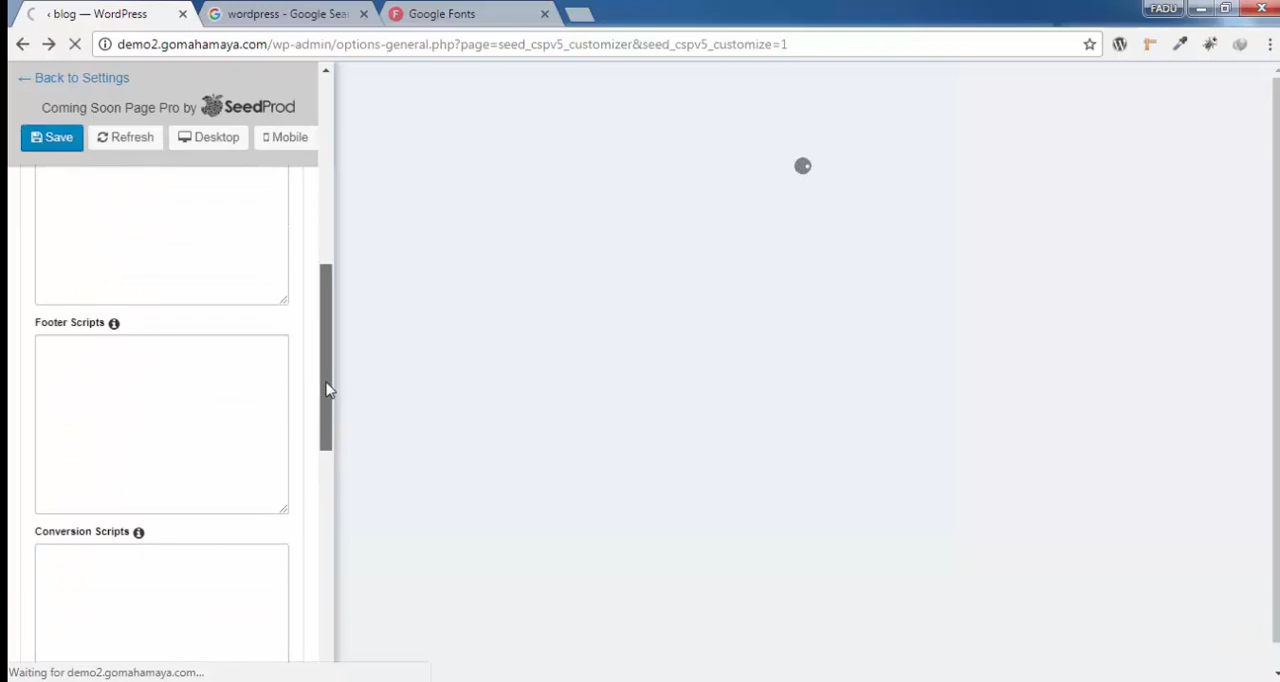 ‹ blog — WordPress
wordpress - Google Sea
Google Fonts
FADU
demo2.gomahamaya.com/wp-admin/options-general.php?page=seed_cspv5_customizer&seed_cspv5_customize=1
← Back to Settings
Coming Soon Page Pro by SeedProd
Save
Refresh
Desktop
Mobile
Footer Scripts
Conversion Scripts
Waiting for demo2.gomahamaya.com...